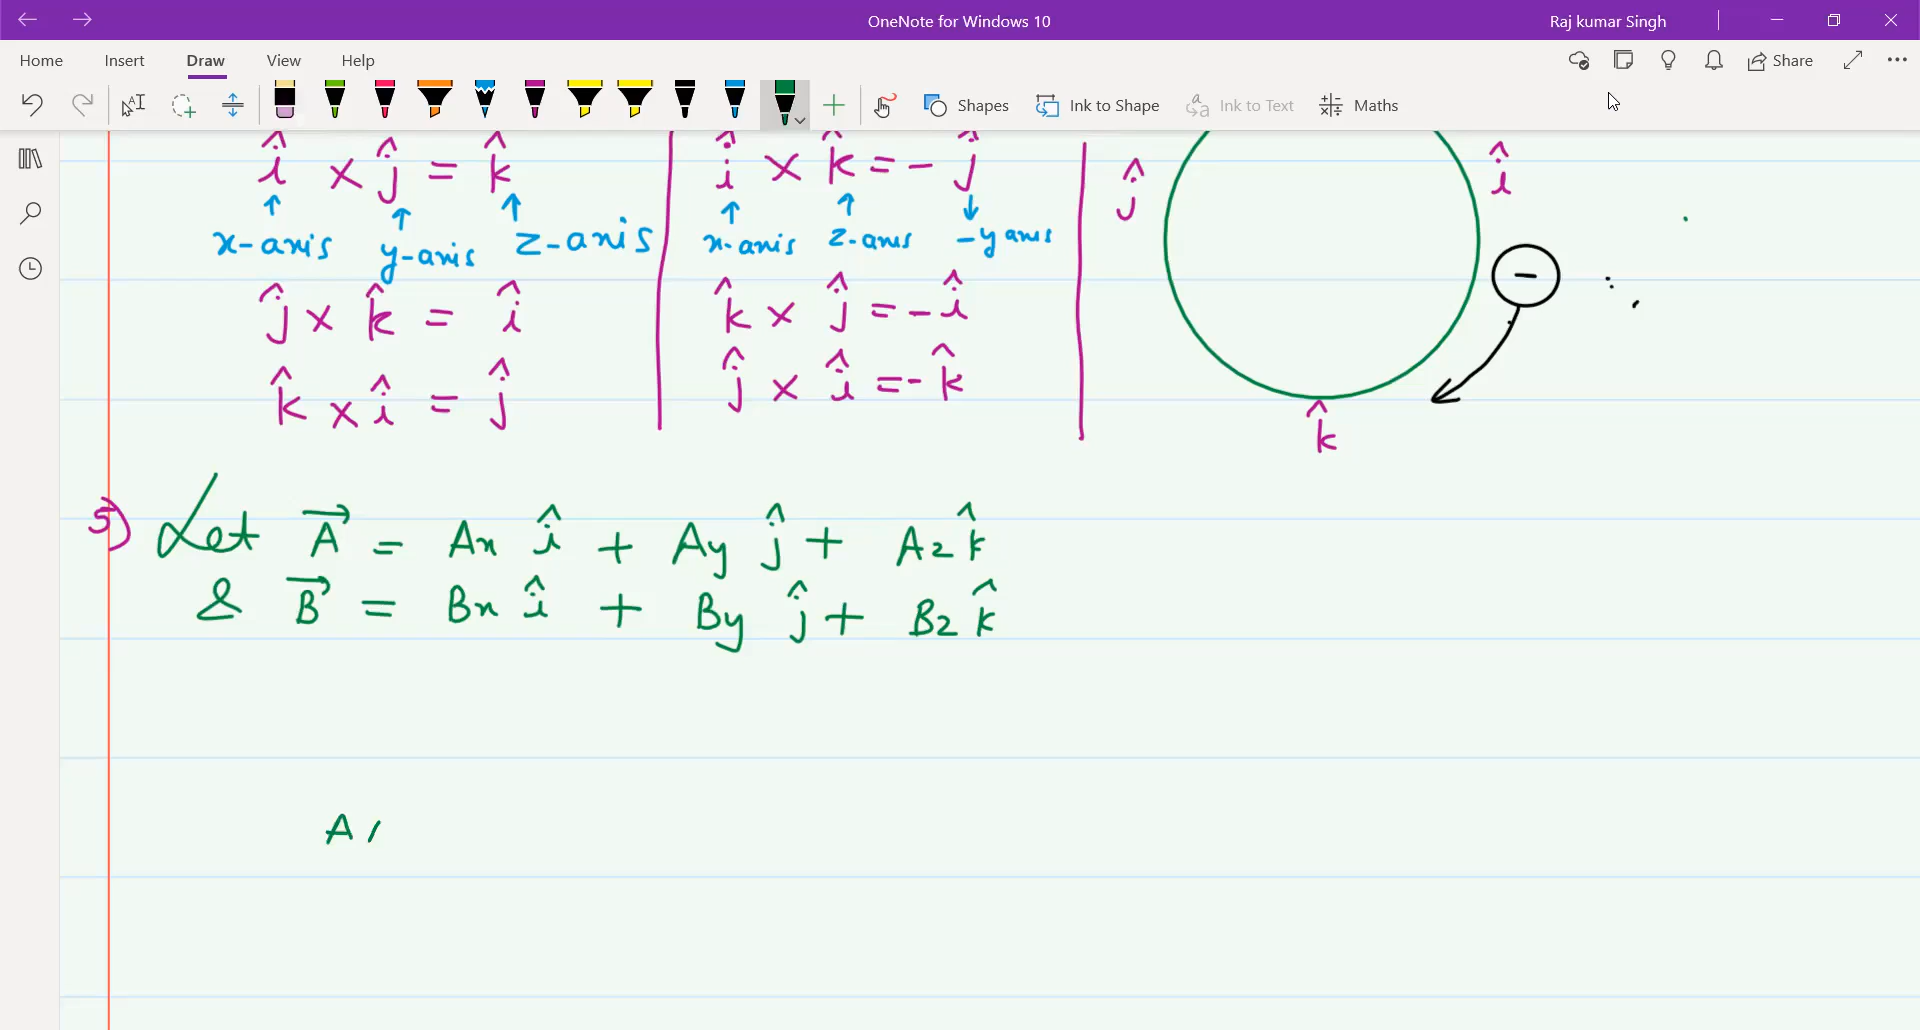 OneNote for Windows 10
Raj kumar Singh
Home Insert Draw View Help
Share
Shapes Ink to Shape Ink to Text Maths
î × ĵ = k̂
î × k̂ = - ĵ
ĵ
î
x-axis y-axis z-axis
x-axis z-axis -y axis
−
ĵ × k̂ = î
k̂ × ĵ = - î
k̂ × î = ĵ
ĵ × î = - k̂
k̂
5) Let A⃗ = Ax î + Ay ĵ + Az k̂
& B⃗ = Bx î + By ĵ + Bz k̂
A